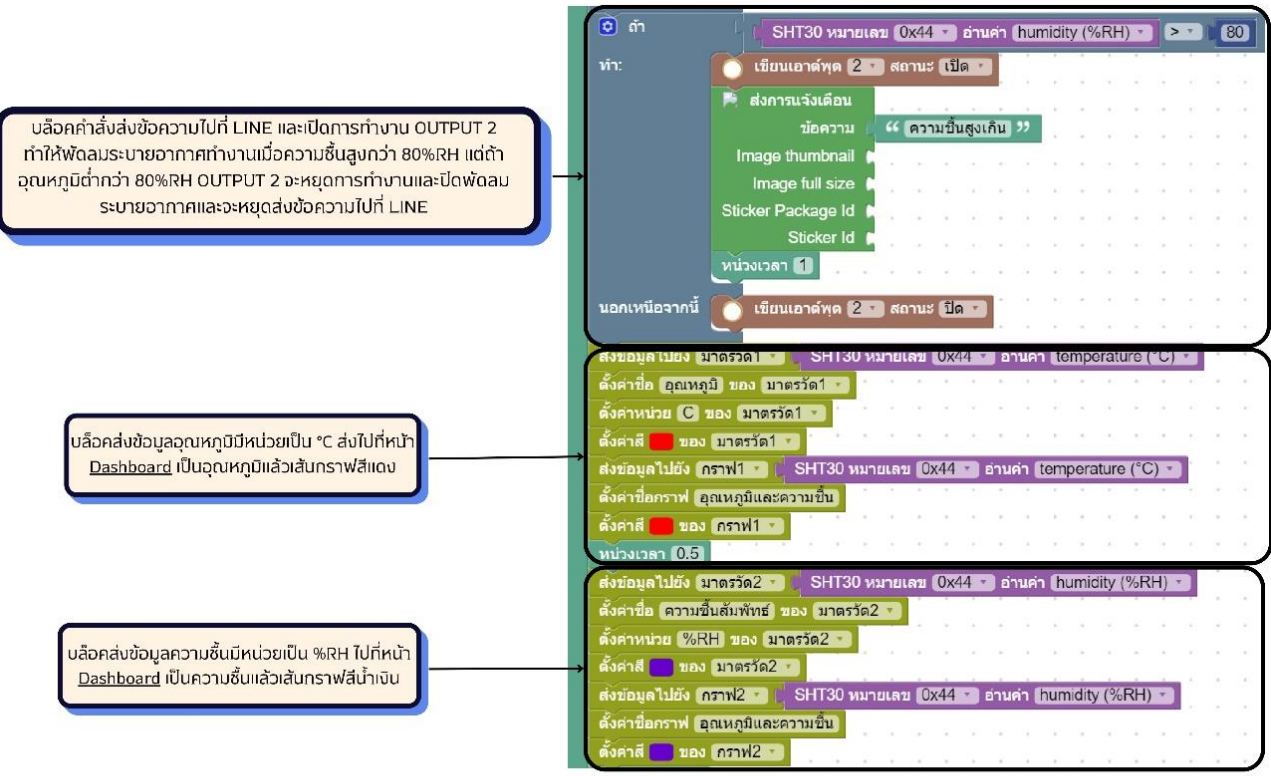 บล็อคคำสั่งส่งข้อความไปที่ LINE และเปิดการทำงาน OUTPUT 2
ทำให้พัดลมระบายอากาศทำงานเมื่อความชื้นสูงกว่า 80%RH แต่ถ้า
อุณหภูมิต่ำกว่า 80%RH OUTPUT 2 จะหยุดการทำงานและปิดพัดลม
ระบายอากาศและจะหยุดส่งข้อความไปที่ LINE
ถ้า SHT30 หมายเลข 0x44 อ่านค่า humidity (%RH) > 80
ทำ: เขียนเอาต์พุต 2 สถานะ เปิด
ส่งการแจ้งเตือน
ข้อความ “ ความชื้นสูงเกิน ”
Image thumbnail
Image full size
Sticker Package Id
Sticker Id
หน่วงเวลา 1
นอกเหนือจากนี้ เขียนเอาต์พุต 2 สถานะ ปิด
บล็อคส่งข้อมูลอุณหภูมิมีหน่วยเป็น °C ส่งไปที่หน้า
Dashboard เป็นอุณหภูมิแล้วเส้นกราฟสีแดง
ส่งข้อมูลไปยัง มาตรวัด1 SHT30 หมายเลข 0x44 อ่านค่า temperature (°C)
ตั้งค่าชื่อ อุณหภูมิ ของ มาตรวัด1
ตั้งค่าหน่วย C ของ มาตรวัด1
ตั้งค่าสี ของ มาตรวัด1
ส่งข้อมูลไปยัง กราฟ1 SHT30 หมายเลข 0x44 อ่านค่า temperature (°C)
ตั้งค่าชื่อกราฟ อุณหภูมิและความชื้น
ตั้งค่าสี ของ กราฟ1
หน่วงเวลา 0.5
บล็อคส่งข้อมูลความชื้นมีหน่วยเป็น %RH ไปที่หน้า
Dashboard เป็นความชื้นแล้วเส้นกราฟสีน้ำเงิน
ส่งข้อมูลไปยัง มาตรวัด2 SHT30 หมายเลข 0x44 อ่านค่า humidity (%RH)
ตั้งค่าชื่อ ความชื้นสัมพัทธ์ ของ มาตรวัด2
ตั้งค่าหน่วย %RH ของ มาตรวัด2
ตั้งค่าสี ของ มาตรวัด2
ส่งข้อมูลไปยัง กราฟ2 SHT30 หมายเลข 0x44 อ่านค่า humidity (%RH)
ตั้งค่าชื่อกราฟ อุณหภูมิและความชื้น
ตั้งค่าสี ของ กราฟ2